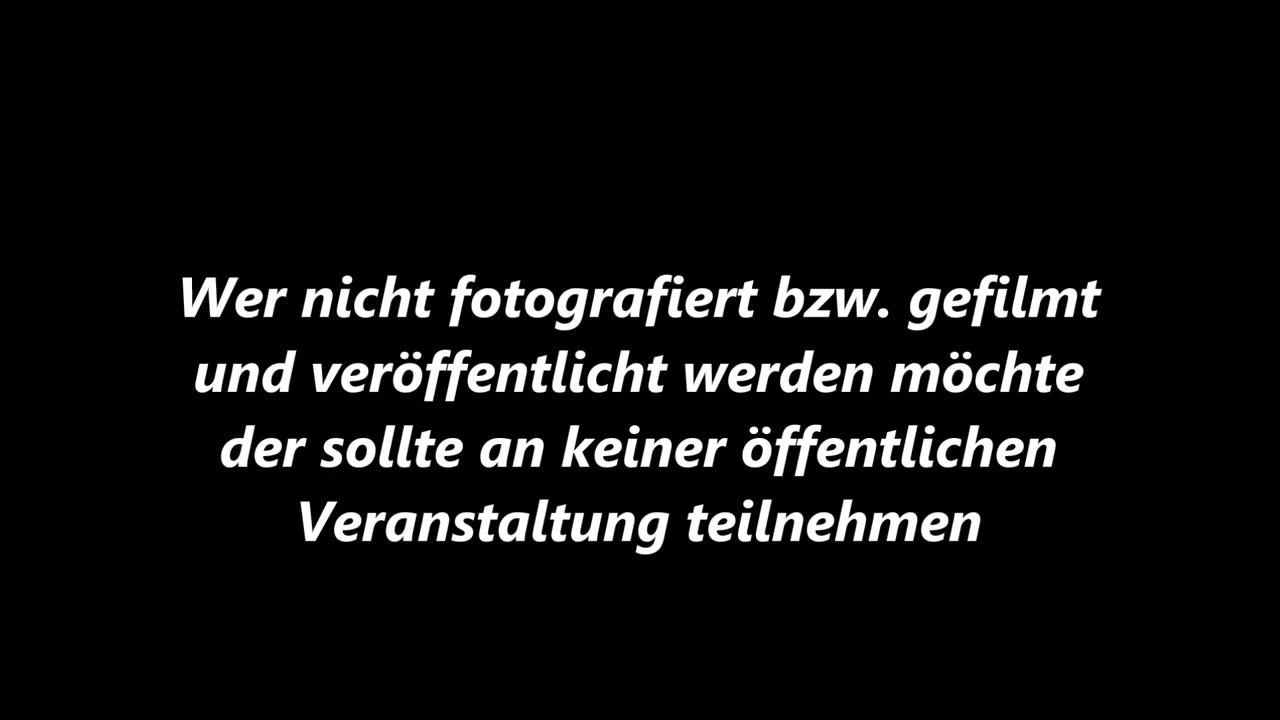 Wer nicht fotografiert bzw. gefilmt
und veröffentlicht werden möchte
der sollte an keiner öffentlichen
Veranstaltung teilnehmen